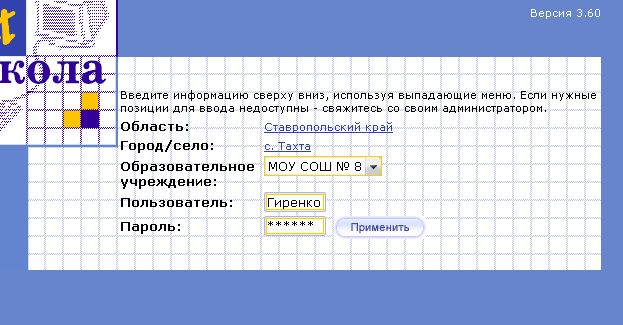 Версия 3.60
t
кола
Введите информацию сверху вниз, используя выпадающие меню. Если нужные
позиции для ввода недоступны - свяжитесь со своим администратором.
Область: Ставропольский край
Город/село: с. Тахта
Образовательное учреждение: МОУ СОШ № 8
Пользователь: Гиренко
Пароль: ****** Применить